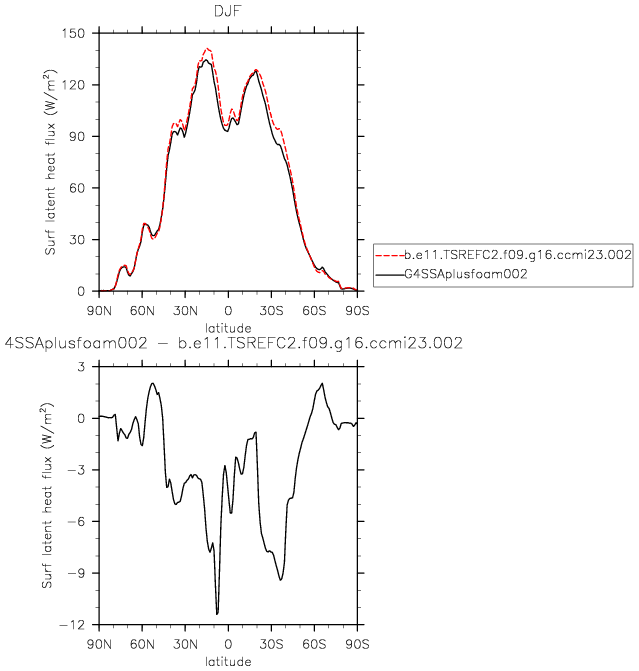 DJF
150
120
90
60
30
0
Surf latent heat flux (W/m²)
90N 60N 30N 0 30S 60S 90S
latitude
b.e11.TSREFC2.f09.g16.ccmi23.002
G4SSAplusfoam002
4SSAplusfoam002 − b.e11.TSREFC2.f09.g16.ccmi23.002
3
0
−3
−6
−9
−12
Surf latent heat flux (W/m²)
90N 60N 30N 0 30S 60S 90S
latitude